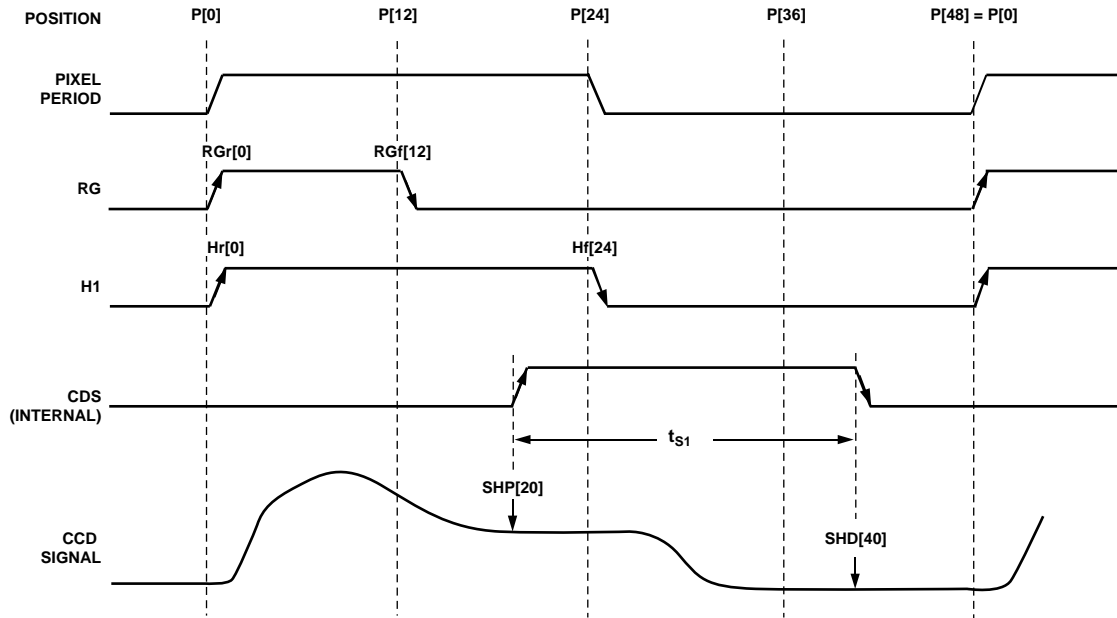 POSITION P[0] P[12] P[24] P[36] P[48] = P[0]
PIXEL
PERIOD
RGr[0] RGf[12]
RG
Hr[0] Hf[24]
H1
CDS
(INTERNAL)
tS1
SHP[20]
CCD
SIGNAL
SHD[40]